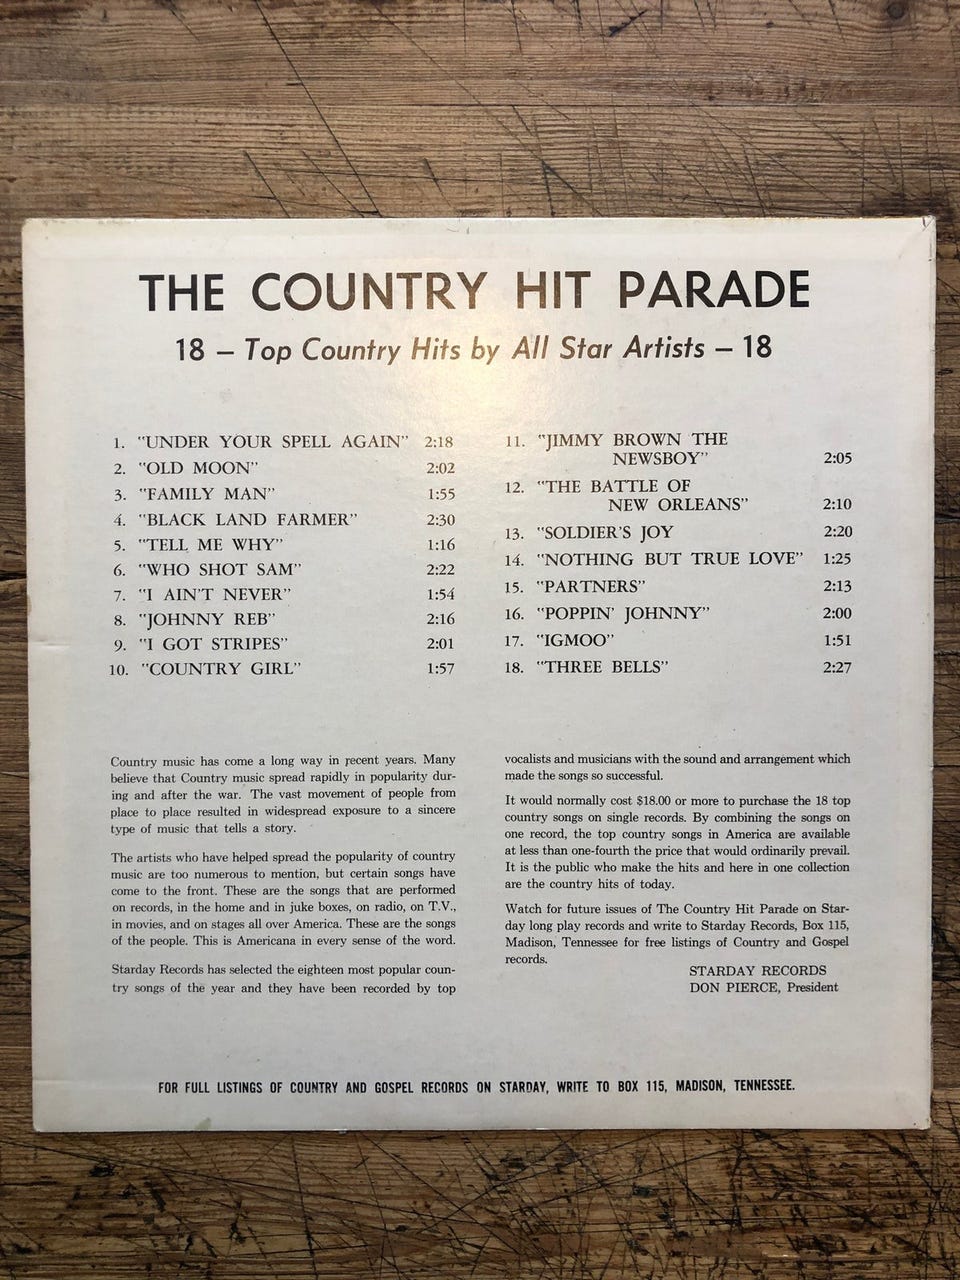 THE COUNTRY HIT PARADE
18 – Top Country Hits by All Star Artists – 18
1. "UNDER YOUR SPELL AGAIN" 2:18
2. "OLD MOON" 2:02
3. "FAMILY MAN" 1:55
4. "BLACK LAND FARMER" 2:30
5. "TELL ME WHY" 1:16
6. "WHO SHOT SAM" 2:22
7. "I AIN'T NEVER" 1:54
8. "JOHNNY REB" 2:16
9. "I GOT STRIPES" 2:01
10. "COUNTRY GIRL" 1:57
11. "JIMMY BROWN THE
NEWSBOY" 2:05
12. "THE BATTLE OF
NEW ORLEANS" 2:10
13. "SOLDIER'S JOY 2:20
14. "NOTHING BUT TRUE LOVE" 1:25
15. "PARTNERS" 2:13
16. "POPPIN' JOHNNY" 2:00
17. "IGMOO" 1:51
18. "THREE BELLS" 2:27
Country music has come a long way in recent years. Many
believe that Country music spread rapidly in popularity dur-
ing and after the war. The vast movement of people from
place to place resulted in widespread exposure to a sincere
type of music that tells a story.
The artists who have helped spread the popularity of country
music are too numerous to mention, but certain songs have
come to the front. These are the songs that are performed
on records, in the home and in juke boxes, on radio, on T.V.,
in movies, and on stages all over America. These are the songs
of the people. This is Americana in every sense of the word.
Starday Records has selected the eighteen most popular coun-
try songs of the year and they have been recorded by top
vocalists and musicians with the sound and arrangement which
made the songs so successful.
It would normally cost $18.00 or more to purchase the 18 top
country songs on single records. By combining the songs on
one record, the top country songs in America are available
at less than one-fourth the price that would ordinarily prevail.
It is the public who make the hits and here in one collection
are the country hits of today.
Watch for future issues of The Country Hit Parade on Star-
day long play records and write to Starday Records, Box 115,
Madison, Tennessee for free listings of Country and Gospel
records.
STARDAY RECORDS
DON PIERCE, President
FOR FULL LISTINGS OF COUNTRY AND GOSPEL RECORDS ON STARDAY, WRITE TO BOX 115, MADISON, TENNESSEE.